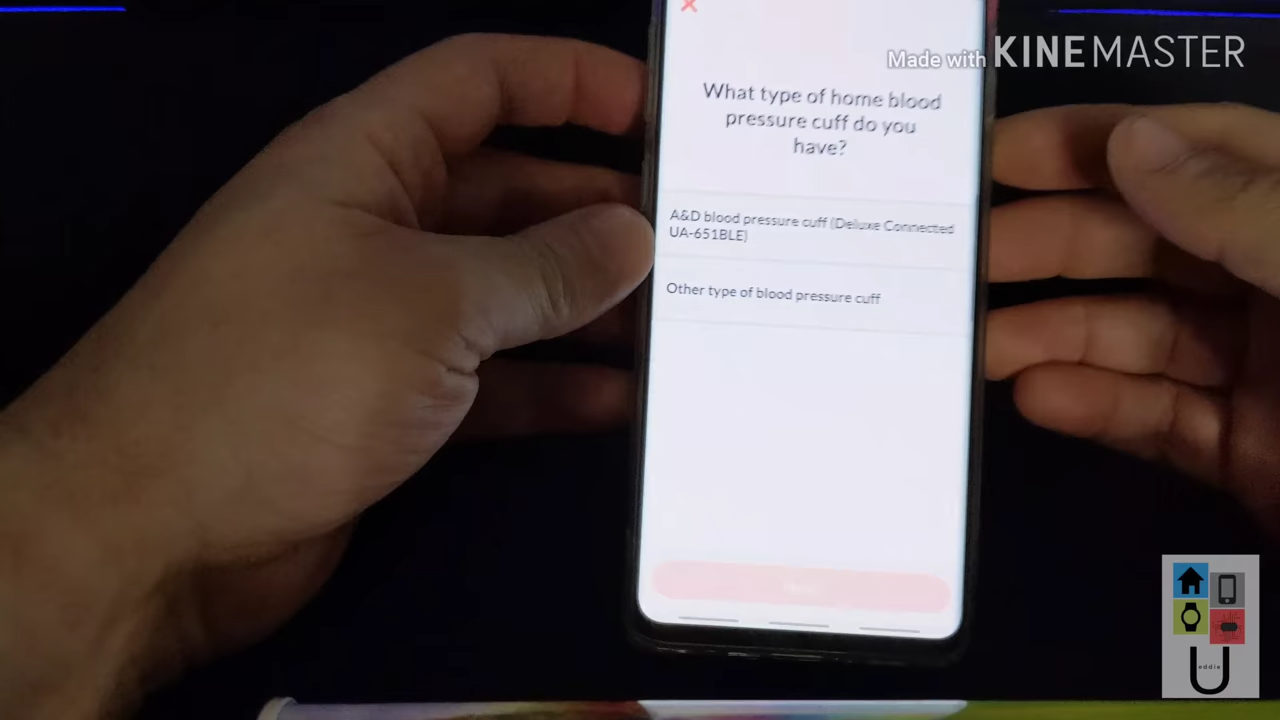 Made with KINEMASTER
What type of home blood
pressure cuff do you
have?
A&D blood pressure cuff (Deluxe Connected
UA-651BLE)
Other type of blood pressure cuff
eddie
U